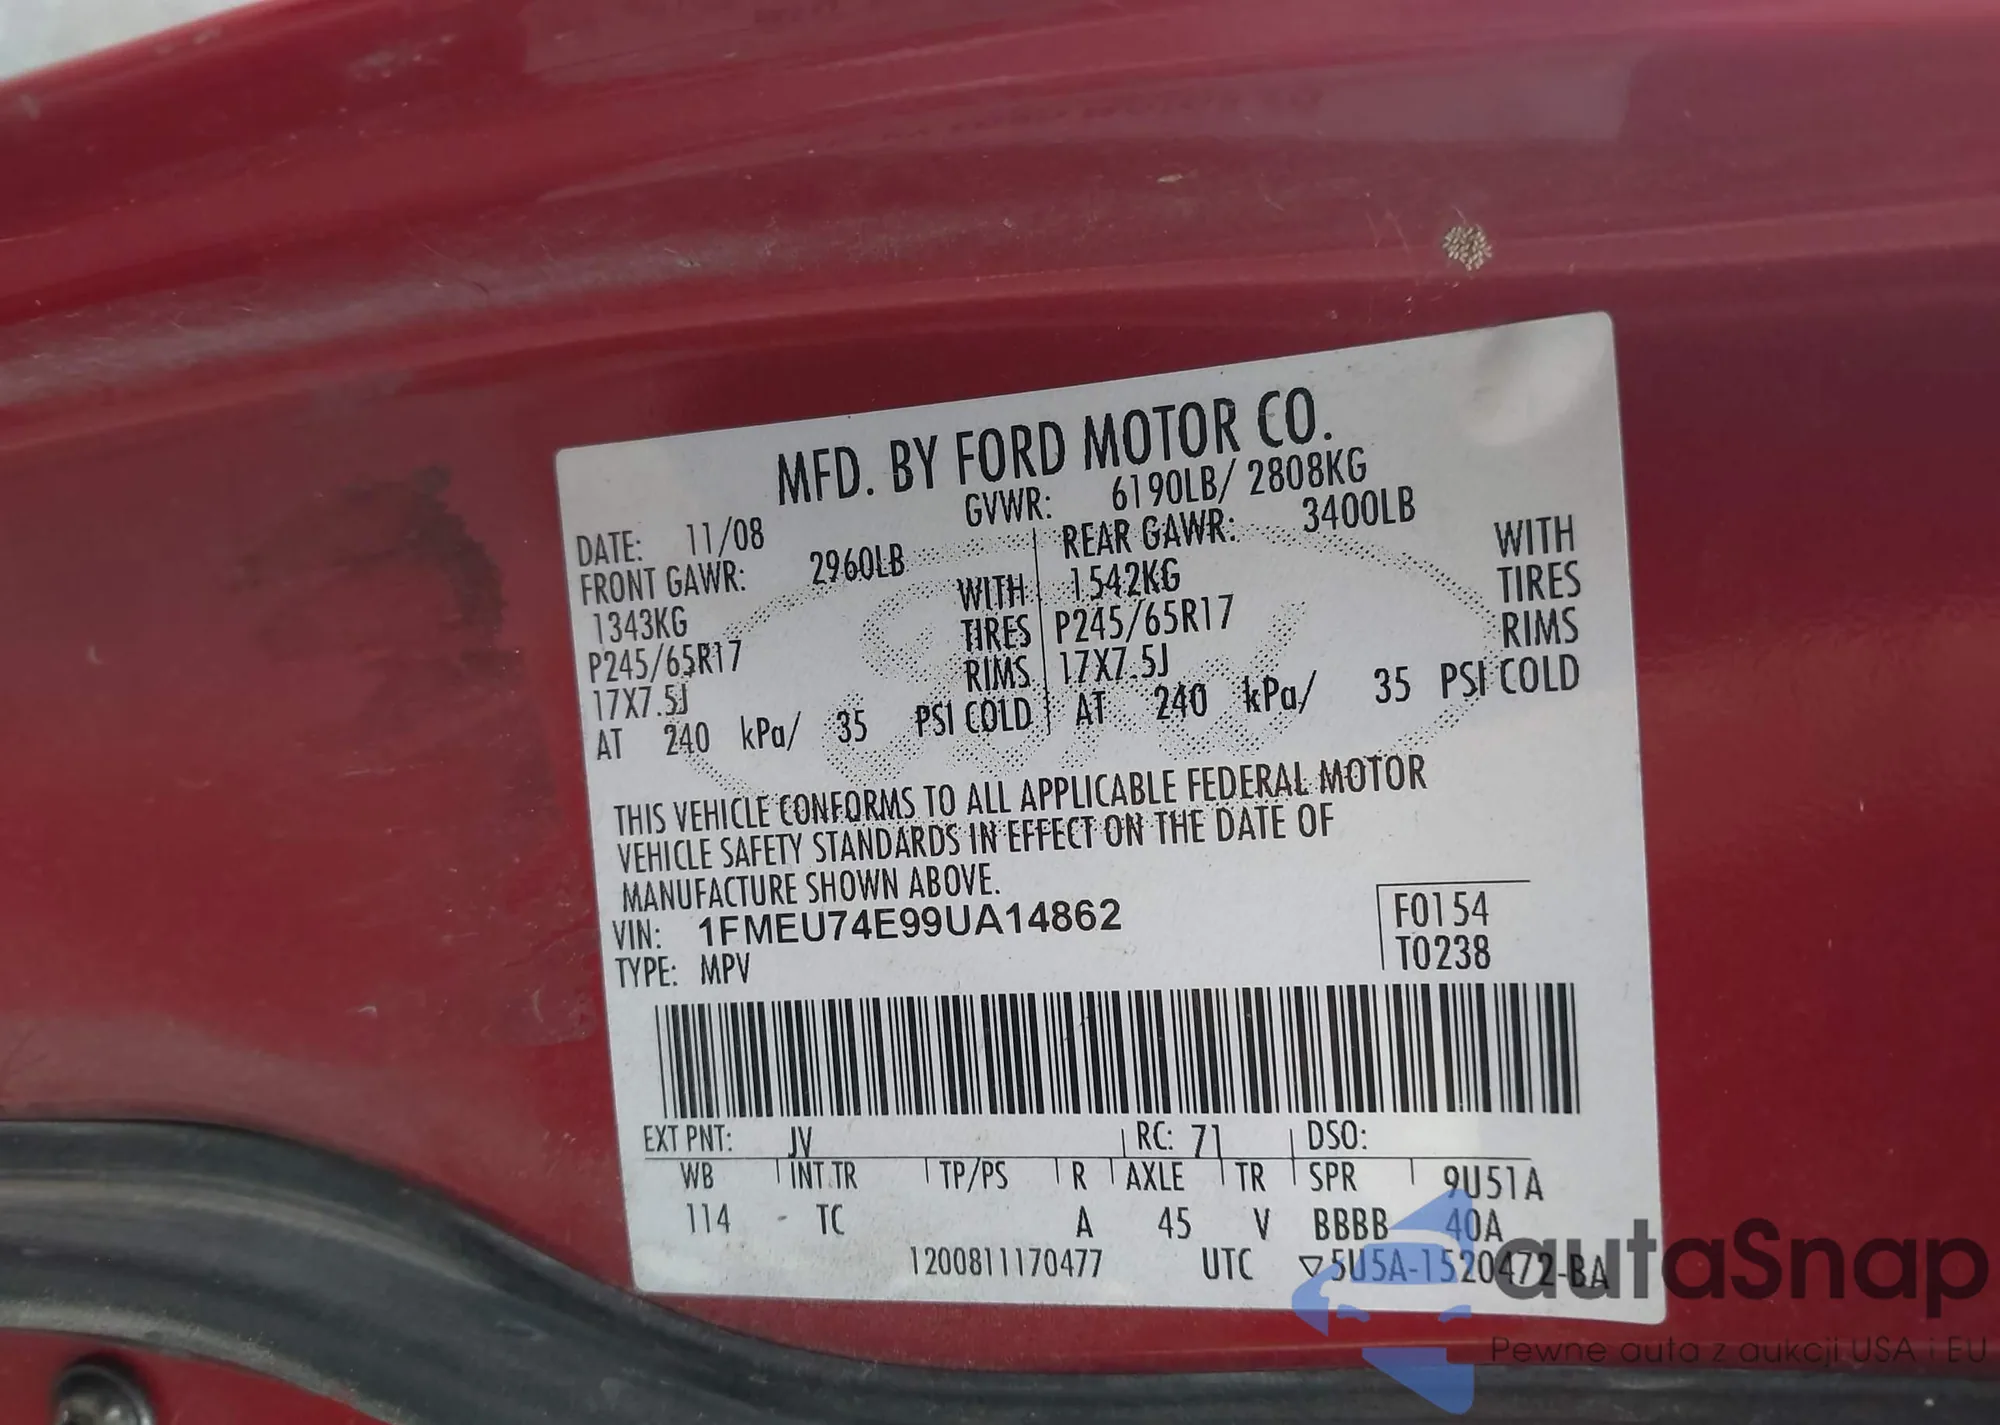 MFD. BY FORD MOTOR CO.
DATE: 11/08 GVWR: 6190LB/ 2808KG
FRONT GAWR: 2960LB REAR GAWR: 3400LB
1343KG WITH 1542KG WITH
P245/65R17 TIRES P245/65R17 TIRES
17X7.5J RIMS 17X7.5J RIMS
AT 240 kPa/ 35 PSI COLD AT 240 kPa/ 35 PSI COLD
THIS VEHICLE CONFORMS TO ALL APPLICABLE FEDERAL MOTOR
VEHICLE SAFETY STANDARDS IN EFFECT ON THE DATE OF
MANUFACTURE SHOWN ABOVE.
VIN: 1FMEU74E99UA14862 F0154
TYPE: MPV T0238
EXT PNT: JV RC: 71 DSO:
WB INT TR TP/PS R AXLE TR SPR 9U51A
114 - TC A 45 V BBBB 40A
1200811170477 UTC ▽5U5A-1520472-BA
autaSnap
Pewne auta z aukcji USA i EU